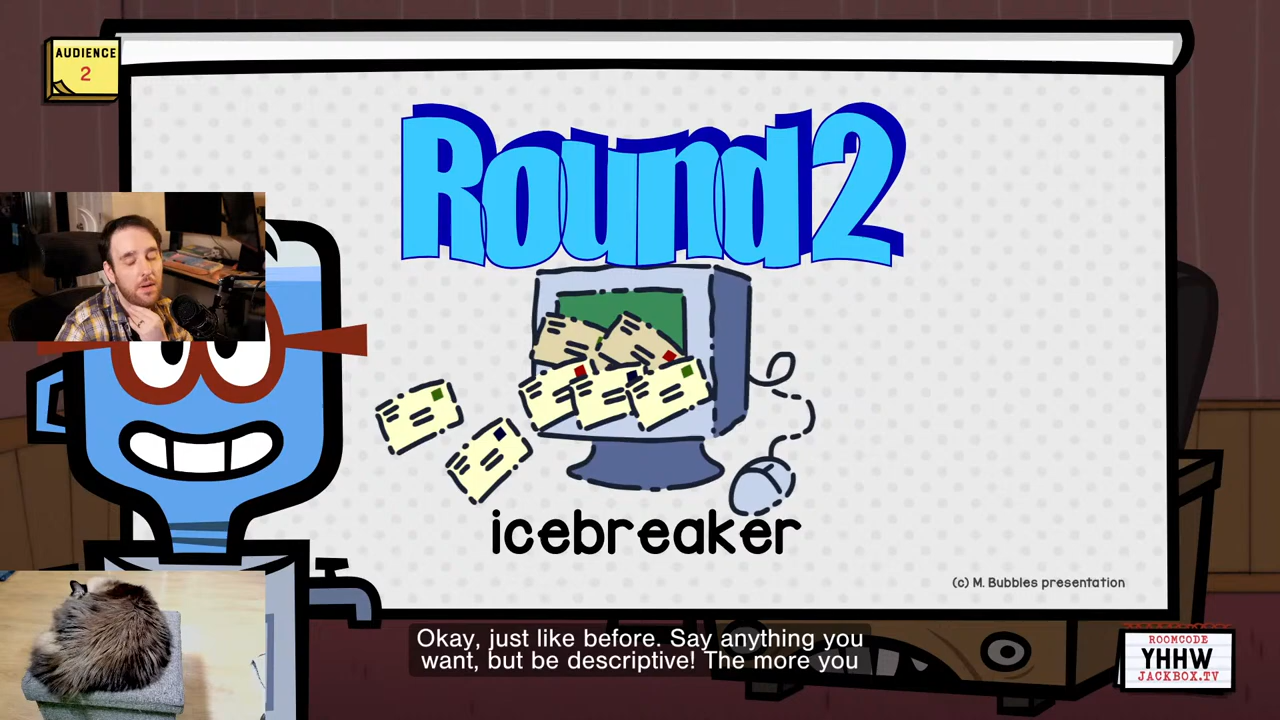 AUDIENCE
2
Round 2
icebreaker
(c) M. Bubbles presentation
Okay, just like before. Say anything you
want, but be descriptive! The more you
ROOMCODE
YHHW
JACKBOX.TV